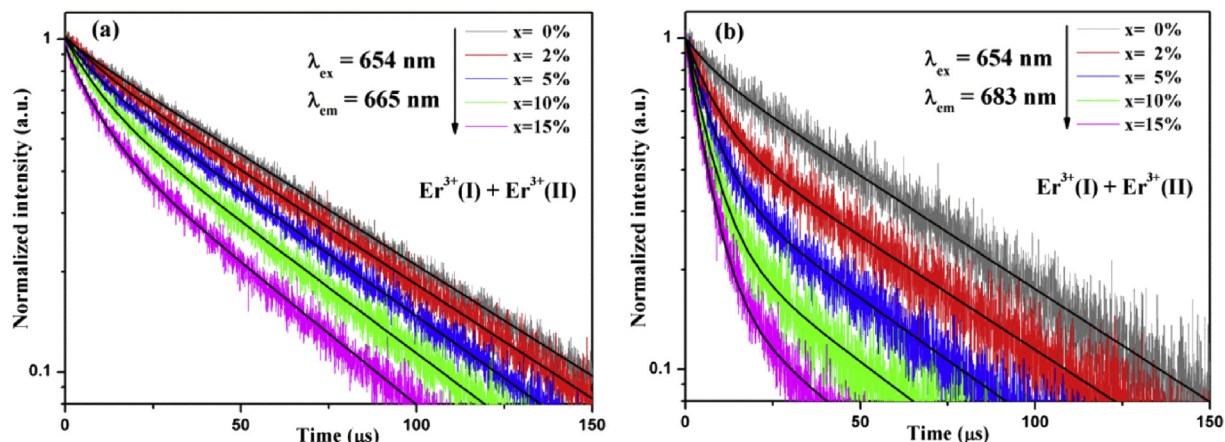 (a)
x= 0%
x= 2%
x= 5%
x=10%
x=15%
λex = 654 nm
λem = 665 nm
Er3+(I) + Er3+(II)
Normalized intensity (a.u.)
1
0.1
0 50 100 150
Time (μs)
(b)
x= 0%
x= 2%
x= 5%
x=10%
x=15%
λex = 654 nm
λem = 683 nm
Er3+(I) + Er3+(II)
Normalized intensity (a.u.)
1
0.1
0 50 100 150
Time (μs)